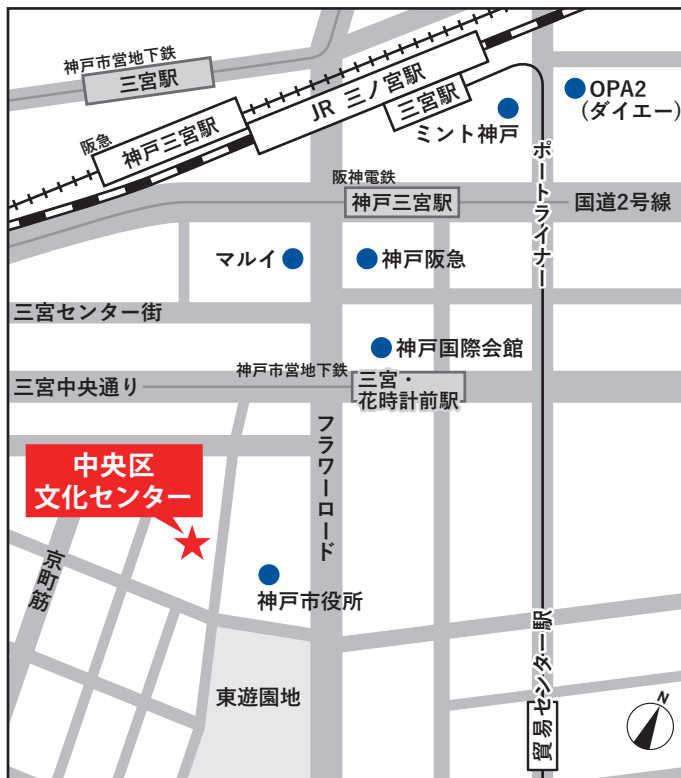 神戸市営地下鉄
三宮駅
JR 三ノ宮駅
三宮駅
OPA2
(ダイエー)
ミント神戸
阪急
神戸三宮駅
ポートライナー
阪神電鉄
神戸三宮駅
国道2号線
マルイ
神戸阪急
三宮センター街
神戸国際会館
神戸市営地下鉄
三宮・
花時計前駅
三宮中央通り
フラワーロード
中央区
文化センター
京町筋
神戸市役所
東遊園地
貿易センター駅
N